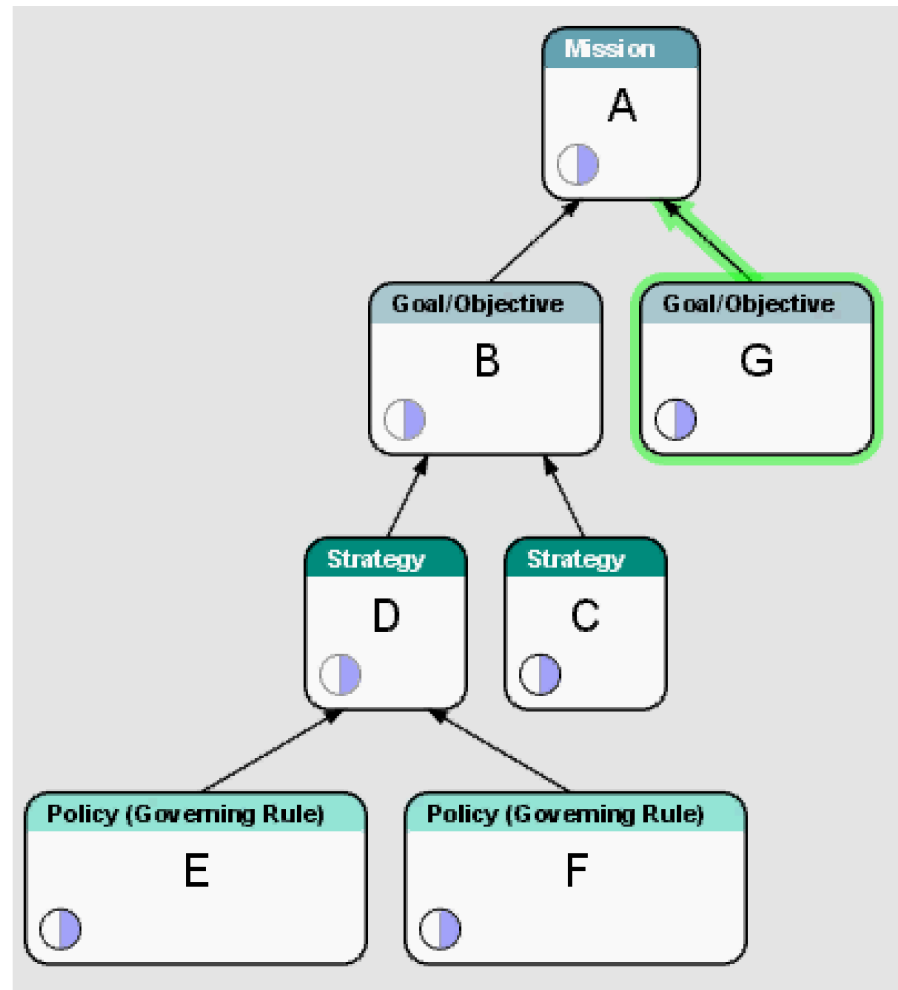 Mission
A
Goal/Objective
B
Goal/Objective
G
Strategy
D
Strategy
C
Policy (Governing Rule)
E
Policy (Governing Rule)
F